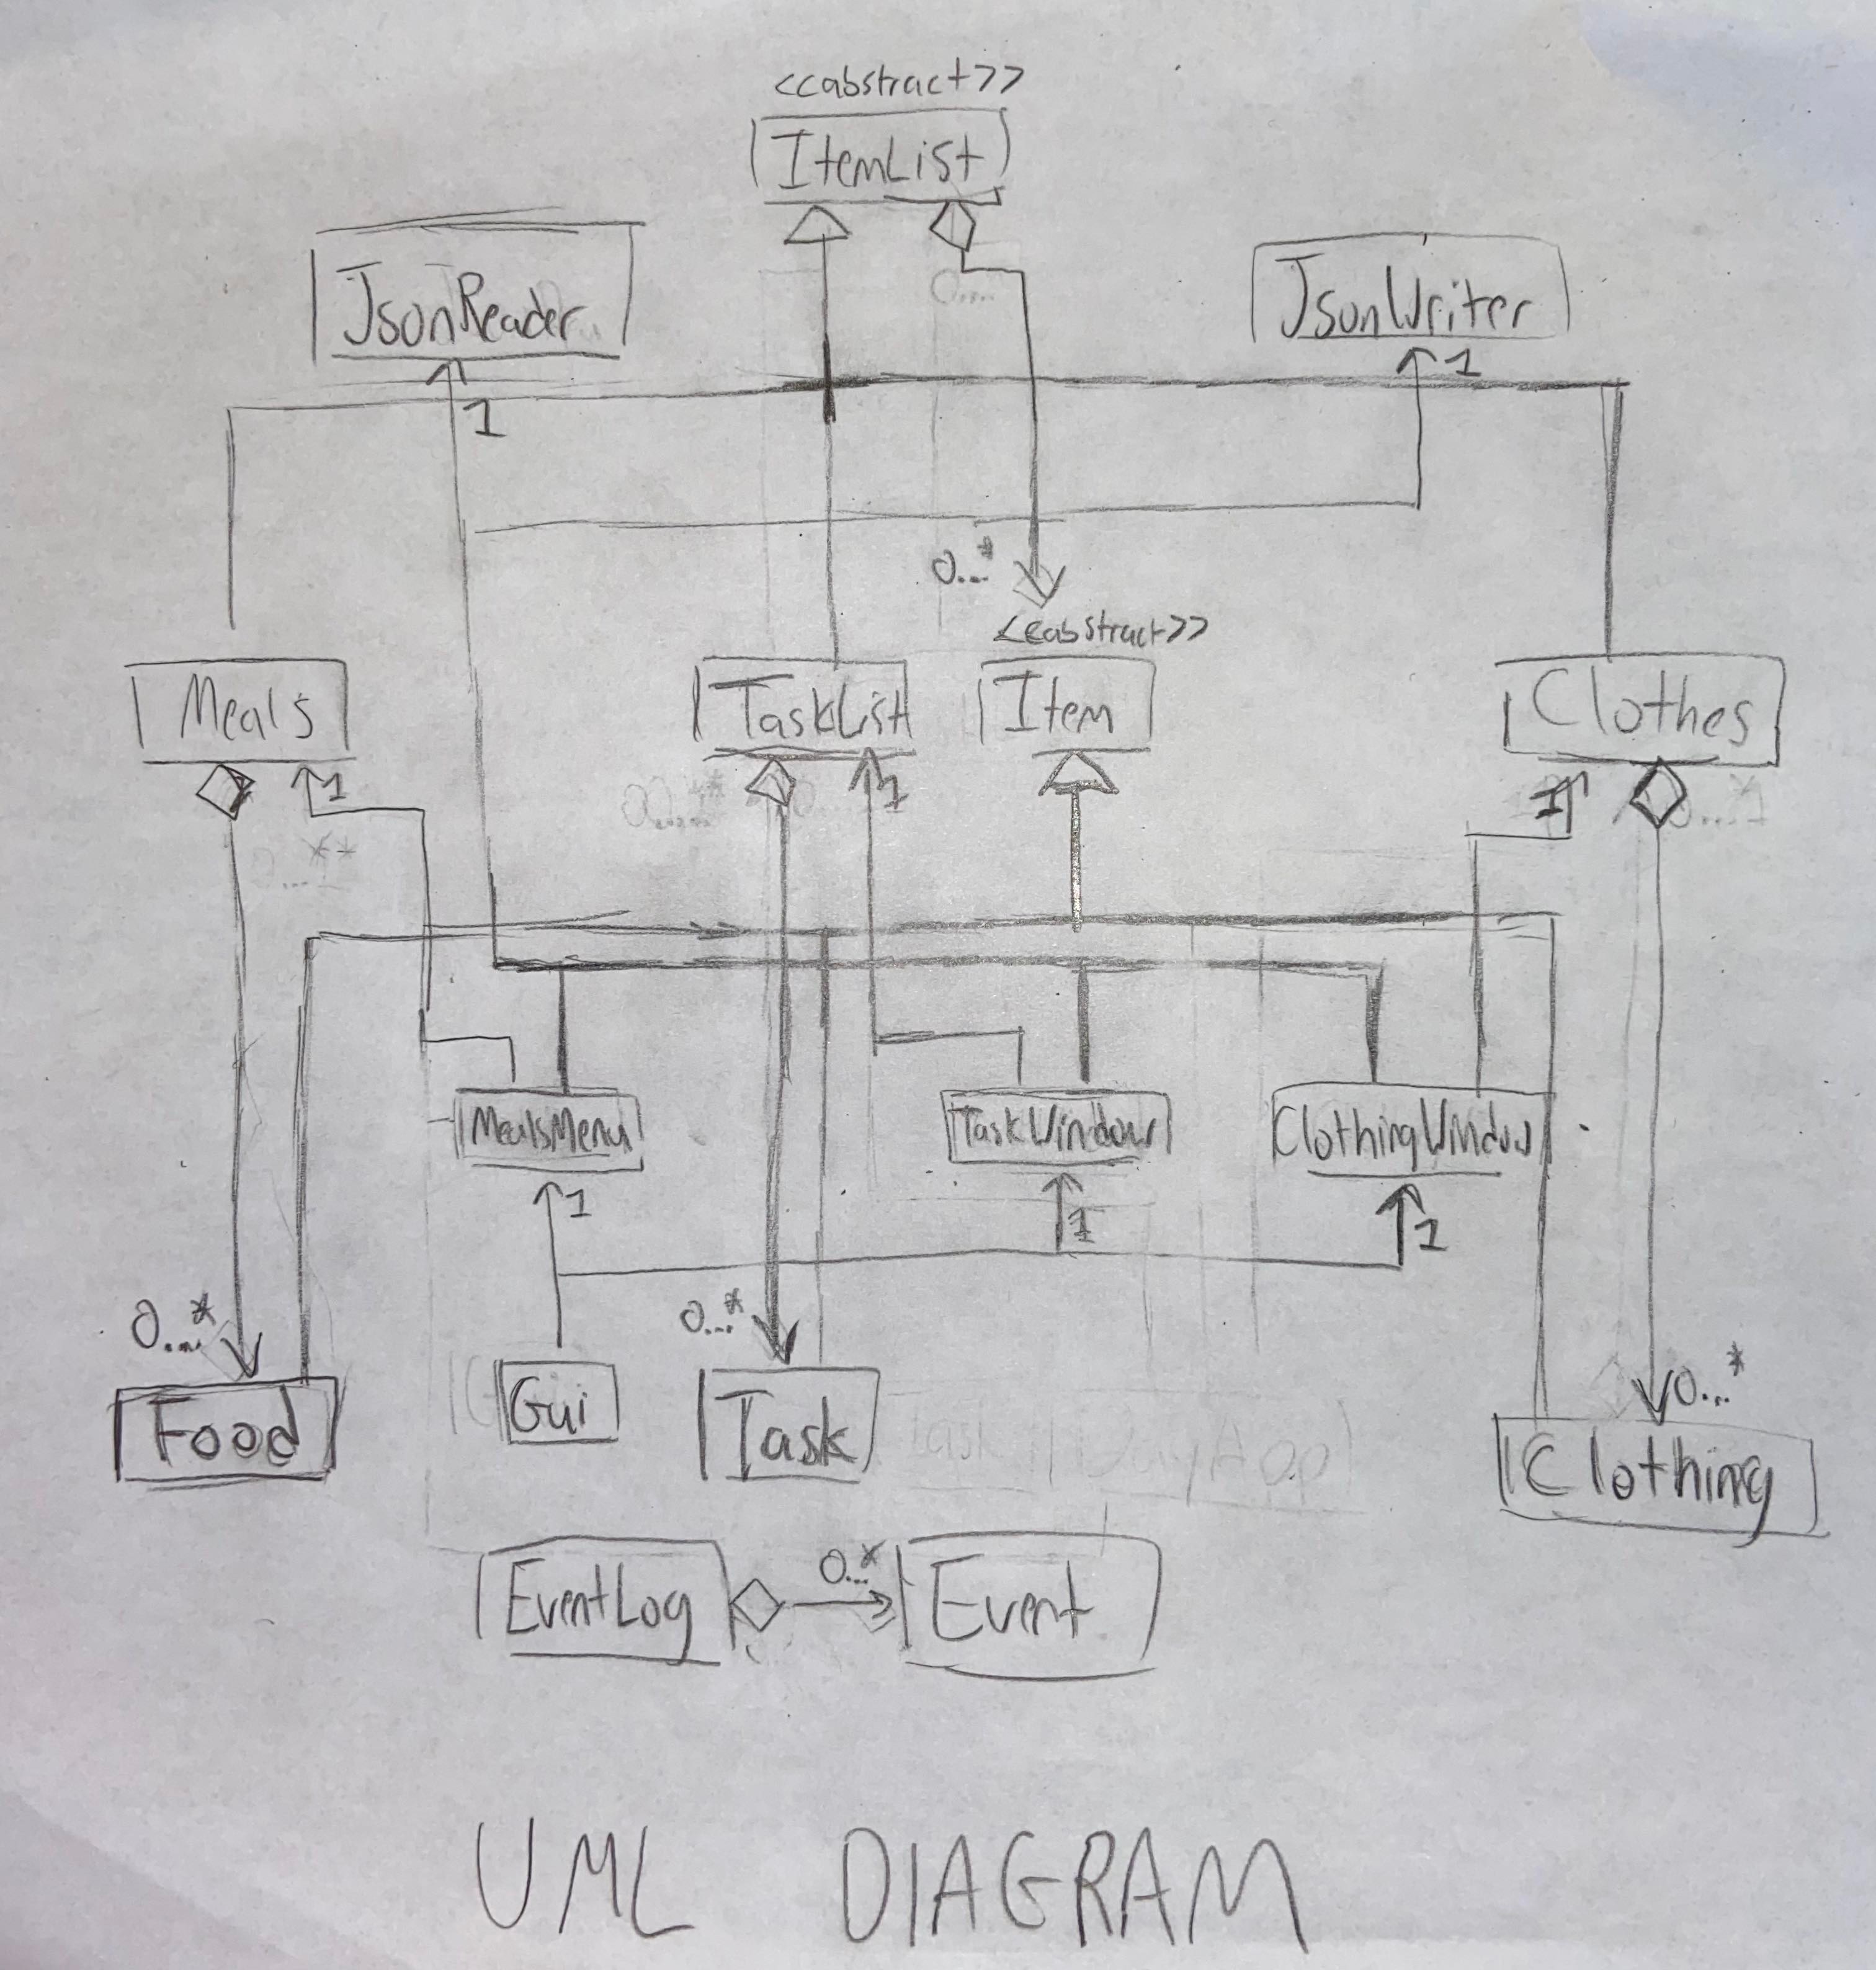 <<abstract>>
ItemList
JsonReader
JsonWriter
1
1
0...*
<<abstract>>
Meals
TaskList
Item
Clothes
1
1
1
MealsMenu
TaskWindow
ClothingWindow
1
1
1
0...*
0...*
0...*
Food
Gui
Task
Clothing
EventLog
0...*
Event
UML DIAGRAM